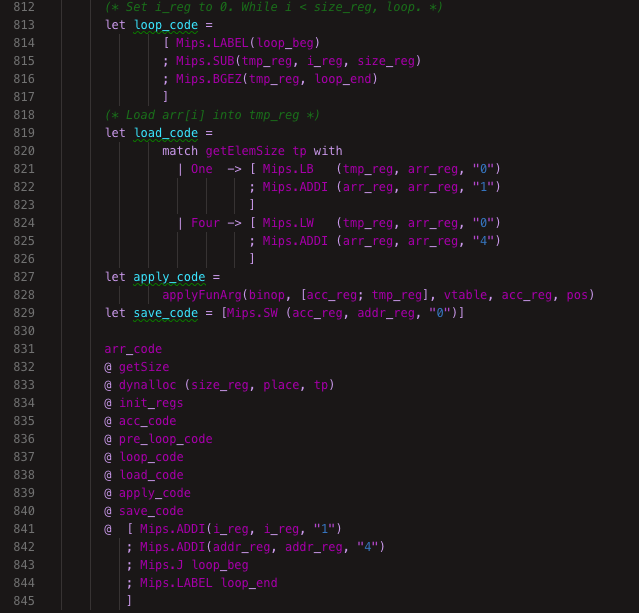 812 (* Set i_reg to 0. While i < size_reg, loop. *)
813 let loop_code =
814 [ Mips.LABEL(loop_beg)
815 ; Mips.SUB(tmp_reg, i_reg, size_reg)
816 ; Mips.BGEZ(tmp_reg, loop_end)
817 ]
818 (* Load arr[i] into tmp_reg *)
819 let load_code =
820 match getElemSize tp with
821 | One -> [ Mips.LB (tmp_reg, arr_reg, "0")
822 ; Mips.ADDI (arr_reg, arr_reg, "1")
823 ]
824 | Four -> [ Mips.LW (tmp_reg, arr_reg, "0")
825 ; Mips.ADDI (arr_reg, arr_reg, "4")
826 ]
827 let apply_code =
828 applyFunArg(binop, [acc_reg; tmp_reg], vtable, acc_reg, pos)
829 let save_code = [Mips.SW (acc_reg, addr_reg, "0")]
830
831 arr_code
832 @ getSize
833 @ dynalloc (size_reg, place, tp)
834 @ init_regs
835 @ acc_code
836 @ pre_loop_code
837 @ loop_code
838 @ load_code
839 @ apply_code
840 @ save_code
841 @ [ Mips.ADDI(i_reg, i_reg, "1")
842 ; Mips.ADDI(addr_reg, addr_reg, "4")
843 ; Mips.J loop_beg
844 ; Mips.LABEL loop_end
845 ]